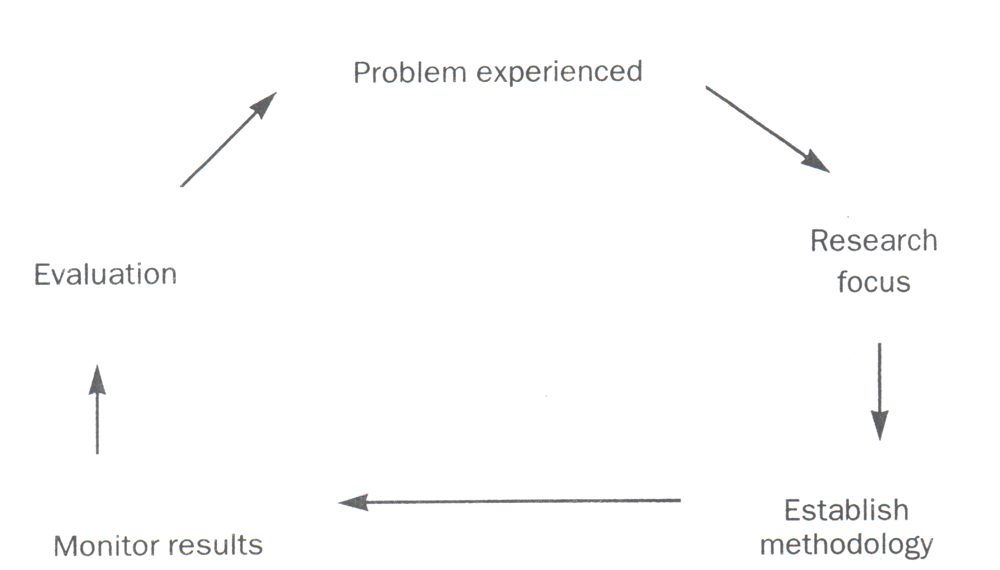 Problem experienced
Research
focus
Establish
methodology
Monitor results
Evaluation